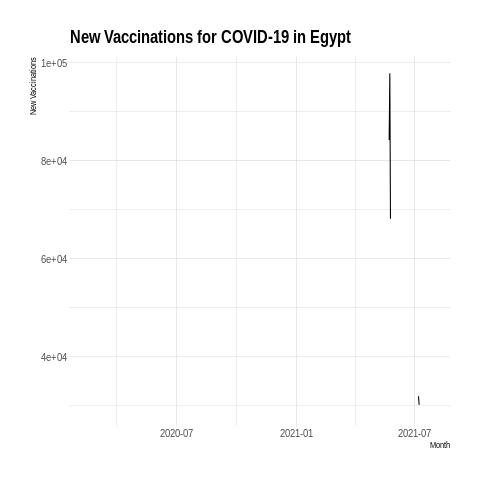 New Vaccinations for COVID-19 in Egypt
New Vaccinations
1e+05
8e+04
6e+04
4e+04
2020-07
2021-01
2021-07
Month